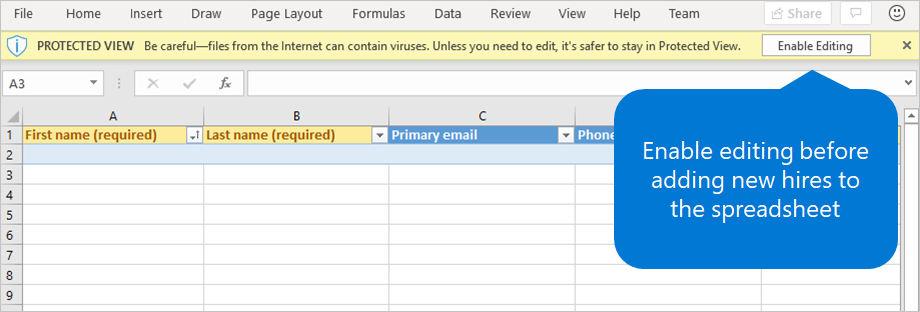 File Home Insert Draw Page Layout Formulas Data Review View Help Team Share
PROTECTED VIEW Be careful—files from the Internet can contain viruses. Unless you need to edit, it's safer to stay in Protected View. Enable Editing
A3 fx
A B C
1 First name (required) Last name (required) Primary email Phone
2
3
4
5
6
7
8
9
Enable editing before
adding new hires to
the spreadsheet